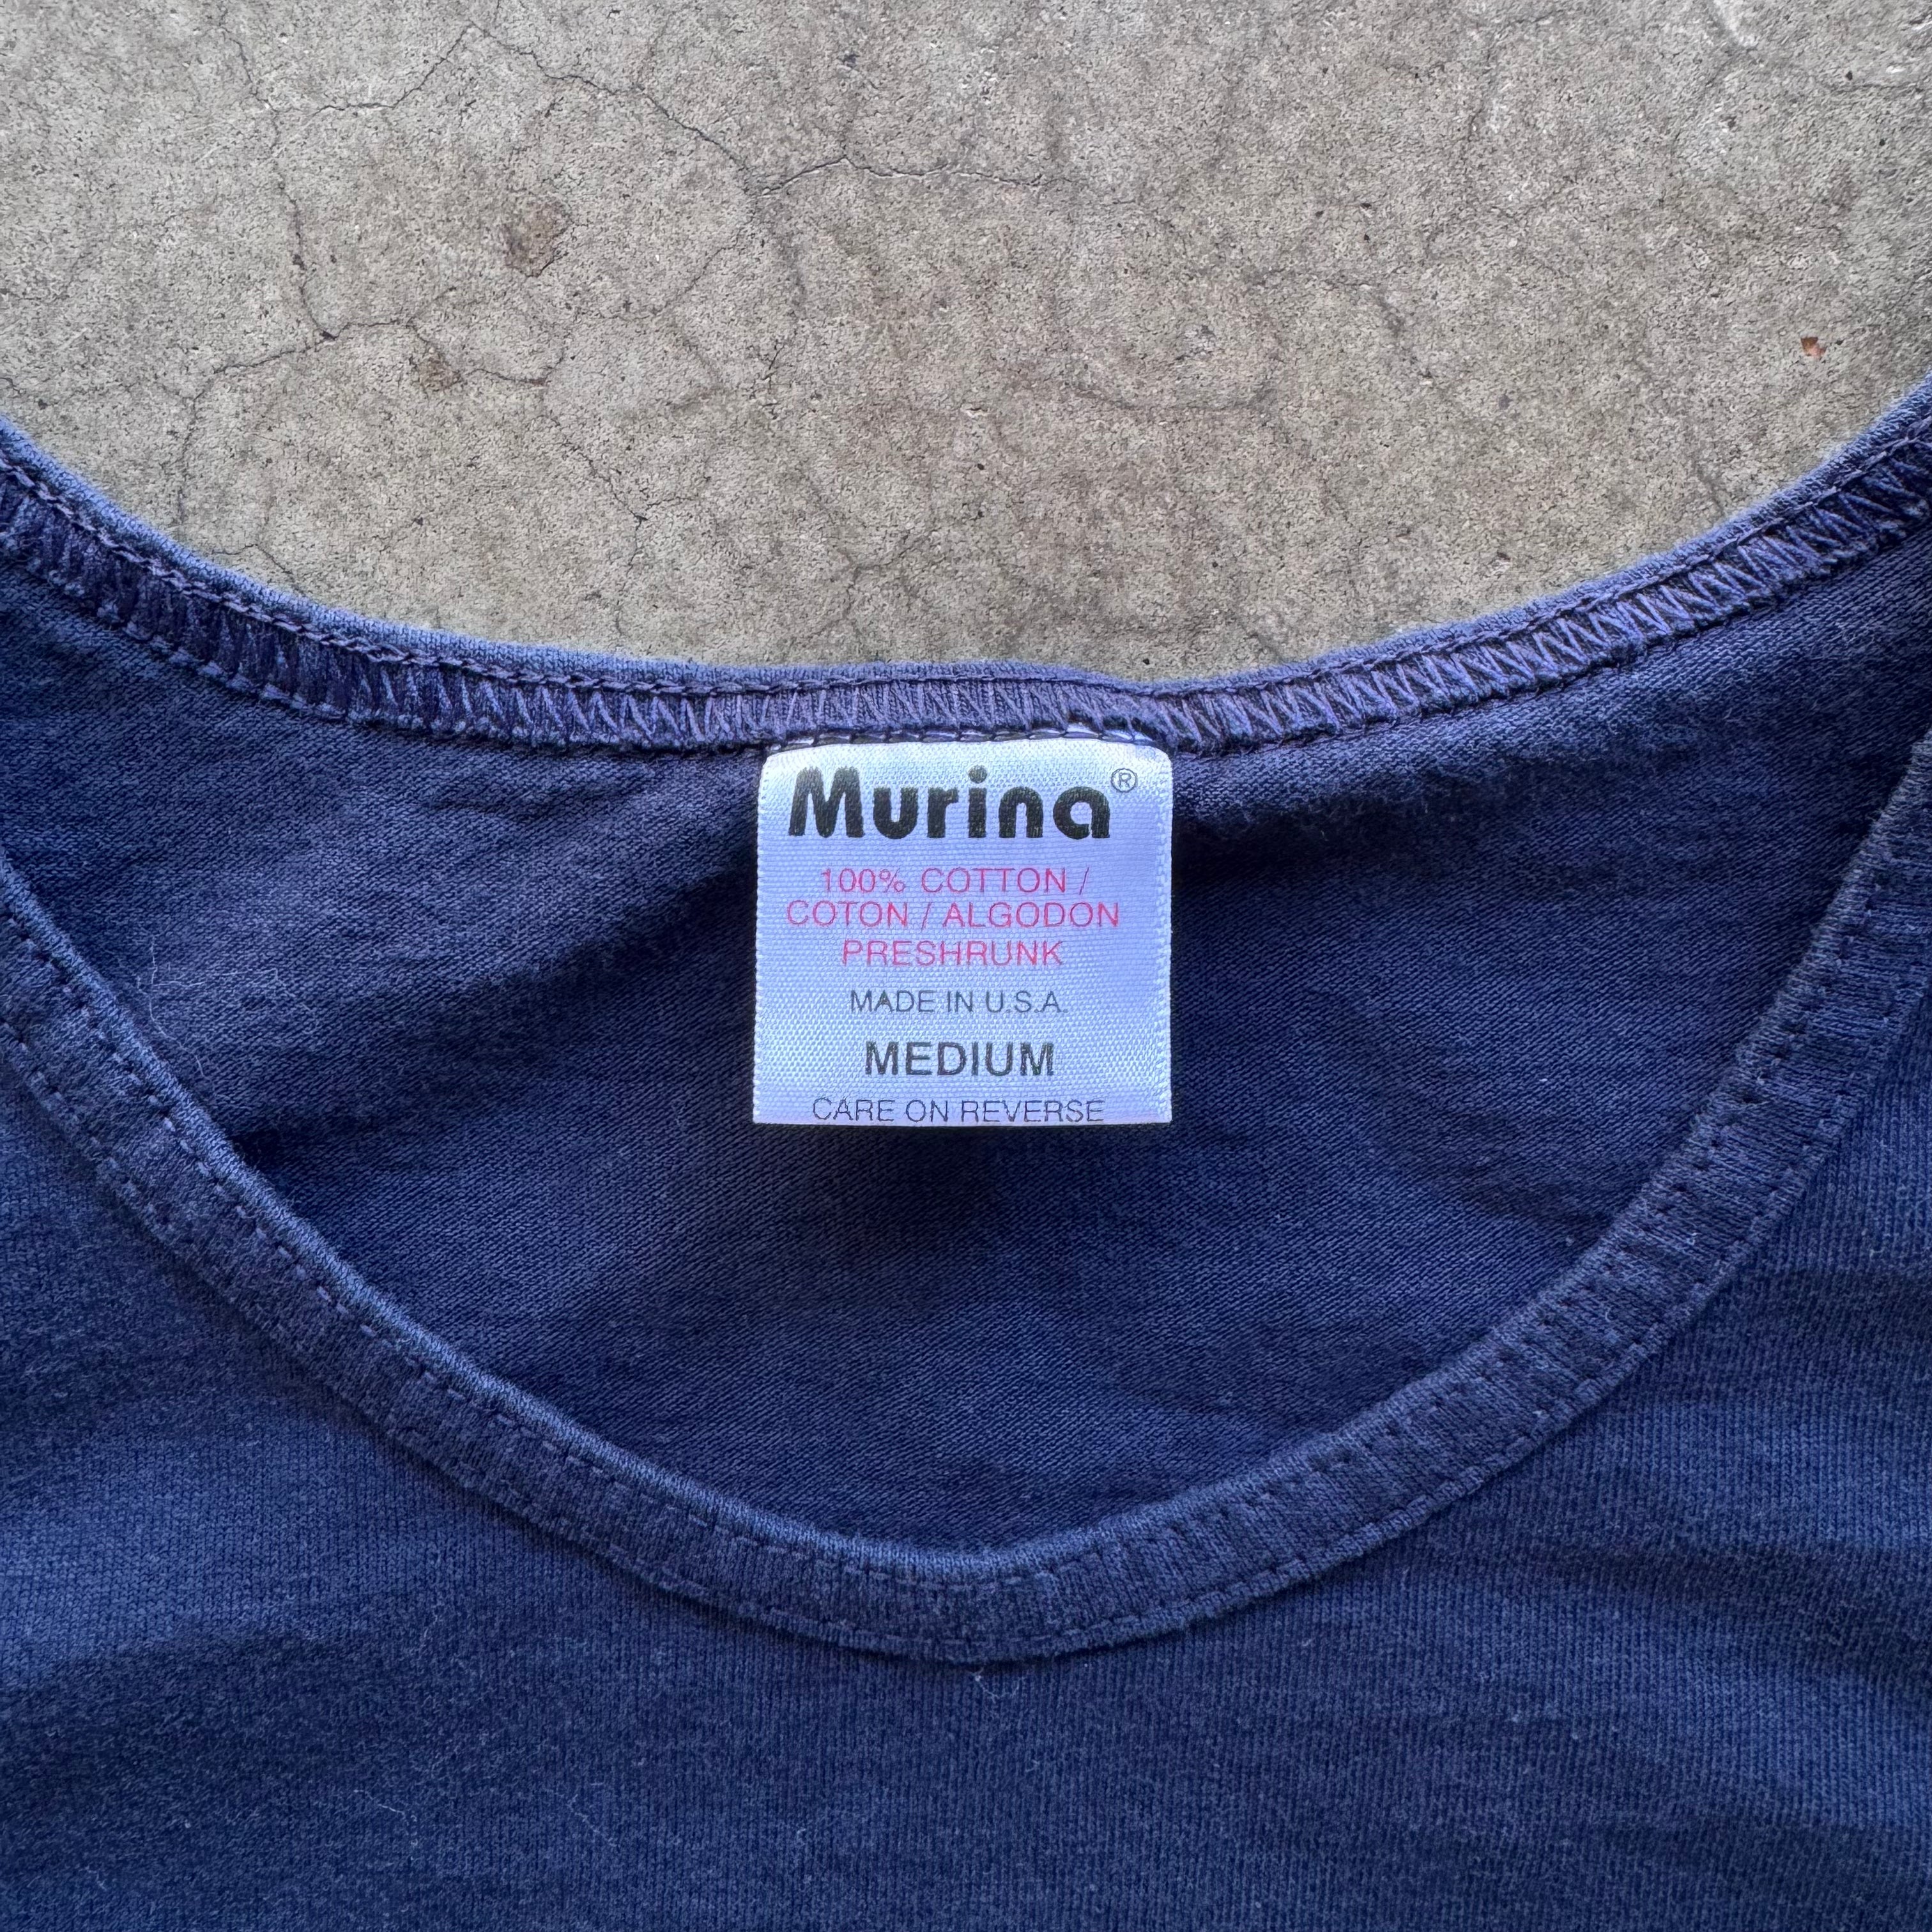 Murina®
100% COTTON /
COTON / ALGODON
PRESHRUNK
MADE IN U.S.A.
MEDIUM
CARE ON REVERSE